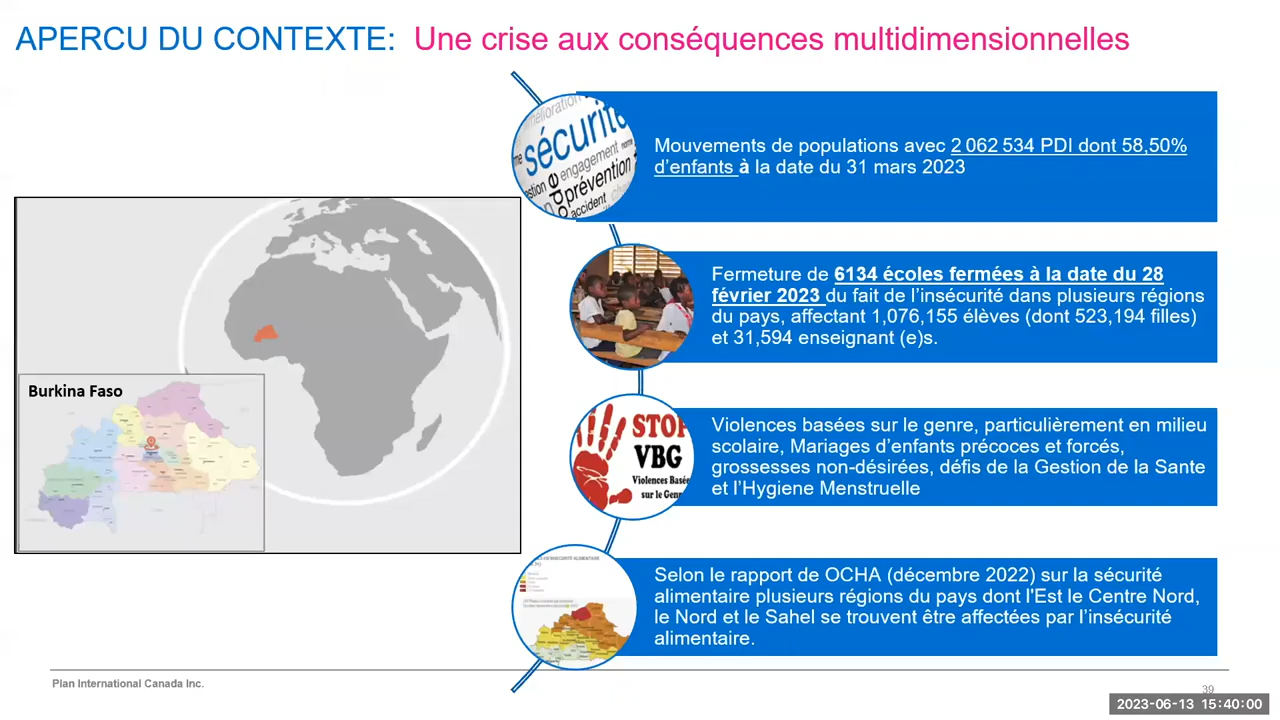 APERCU DU CONTEXTE: Une crise aux conséquences multidimensionnelles
sécurité
engagement
prévention
accident
Mouvements de populations avec 2 062 534 PDI dont 58,50%
d’enfants à la date du 31 mars 2023
Fermeture de 6134 écoles fermées à la date du 28
février 2023 du fait de l’insécurité dans plusieurs régions
du pays, affectant 1,076,155 élèves (dont 523,194 filles)
et 31,594 enseignant (e)s.
Burkina Faso
STOP
VBG
Violences Basée
sur le Genr
Violences basées sur le genre, particulièrement en milieu
scolaire, Mariages d’enfants précoces et forcés,
grossesses non-désirées, défis de la Gestion de la Sante
et l’Hygiene Menstruelle
Selon le rapport de OCHA (décembre 2022) sur la sécurité
alimentaire plusieurs régions du pays dont l'Est le Centre Nord,
le Nord et le Sahel se trouvent être affectées par l’insécurité
alimentaire.
Plan International Canada Inc.
39
2023-06-13 15:40:00